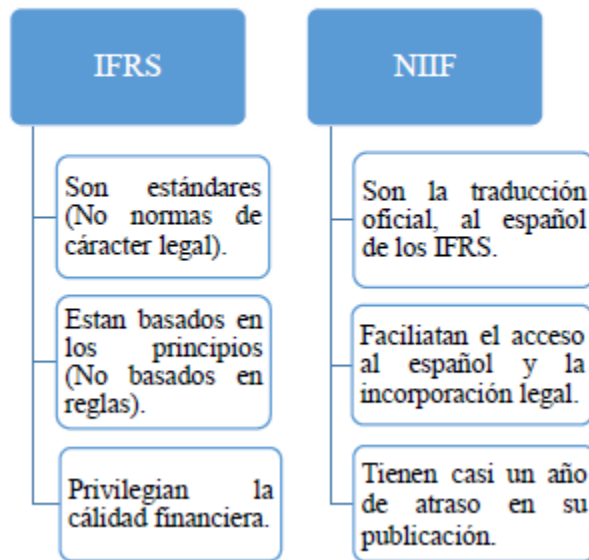 IFRS
Son estándares
(No normas de
cáracter legal).
Estan basados en
los principios
(No basados en
reglas).
Privilegian la
cálidad financiera.
NIIF
Son la traducción
oficial, al español
de los IFRS.
Faciliatan el acceso
al español y la
incorporación legal.
Tienen casi un año
de atraso en su
publicación.